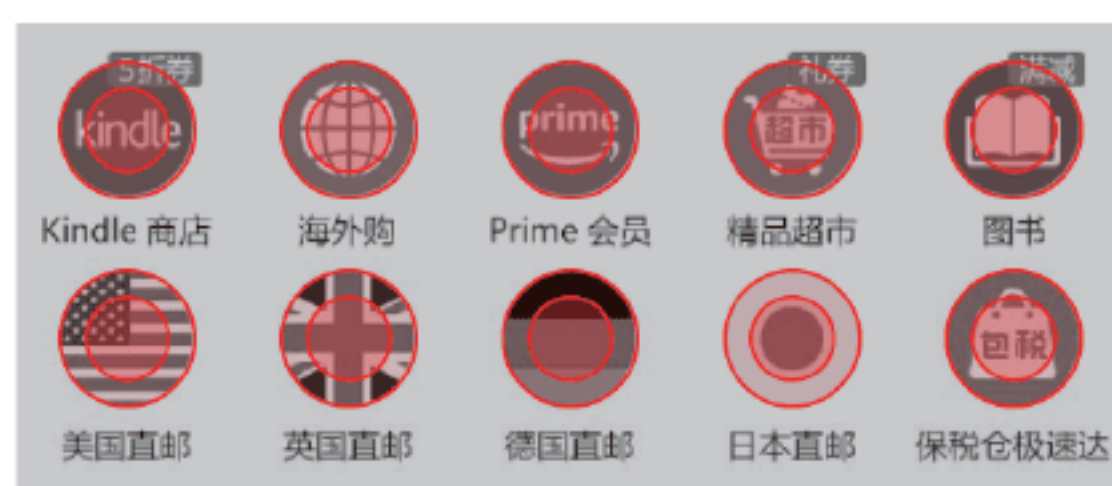 5折券 礼券 满减
kindle prime 超市
Kindle 商店 海外购 Prime 会员 精品超市 图书
包税
美国直邮 英国直邮 德国直邮 日本直邮 保税仓极速达